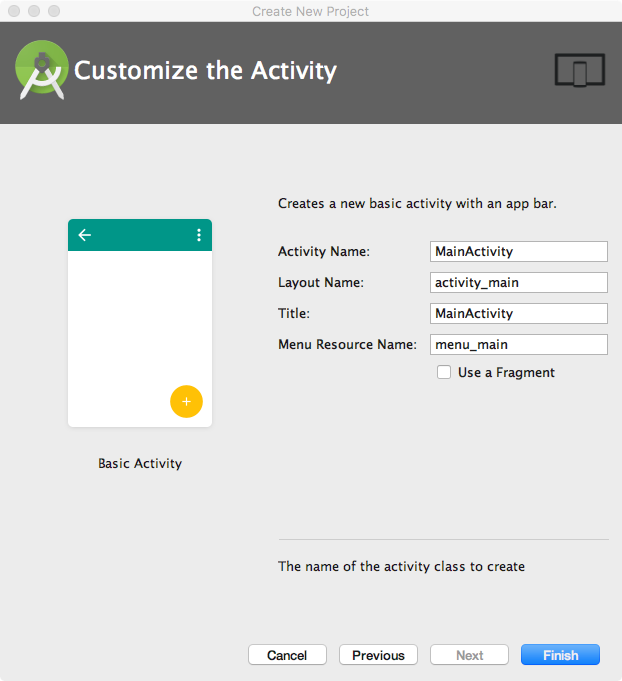 Create New Project
Customize the Activity
Creates a new basic activity with an app bar.
Activity Name: MainActivity
Layout Name: activity_main
Title: MainActivity
Menu Resource Name: menu_main
Use a Fragment
Basic Activity
The name of the activity class to create
Cancel Previous Next Finish